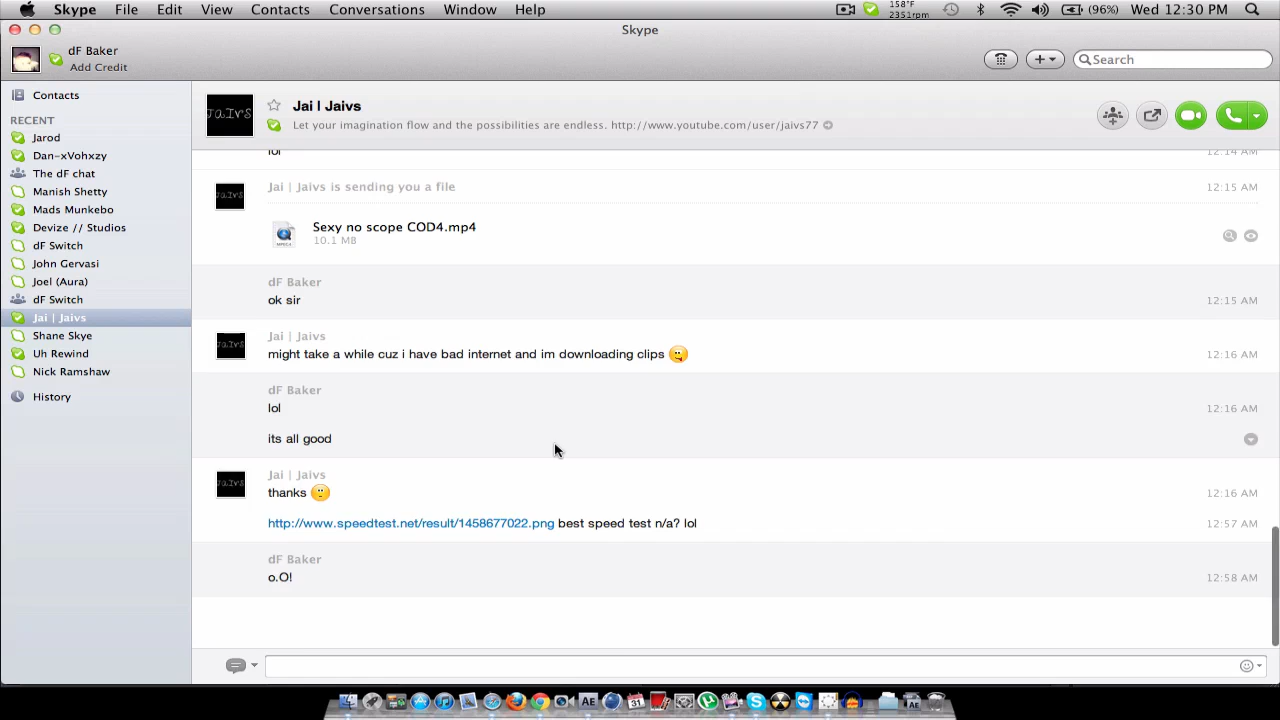 Skype File Edit View Contacts Conversations Window Help 158°F 2351rpm (96%) Wed 12:30 PM
Skype
dF Baker
Add Credit
Search
Contacts
RECENT
Jarod
Dan-xVohxzy
The dF chat
Manish Shetty
Mads Munkebo
Devize // Studios
dF Switch
John Gervasi
Joel (Aura)
dF Switch
Jai | Jaivs
Shane Skye
Uh Rewind
Nick Ramshaw
History
JaIvs
Jai | Jaivs
Let your imagination flow and the possibilities are endless. http://www.youtube.com/user/jaivs77
lol 12:14 AM
Jai | Jaivs is sending you a file 12:15 AM
Sexy no scope COD4.mp4
10.1 MB
dF Baker
ok sir 12:15 AM
Jai | Jaivs
might take a while cuz i have bad internet and im downloading clips 12:16 AM
dF Baker
lol 12:16 AM
its all good
Jai | Jaivs
thanks 12:16 AM
http://www.speedtest.net/result/1458677022.png best speed test n/a? lol 12:57 AM
dF Baker
o.O! 12:58 AM
AE 31 AE